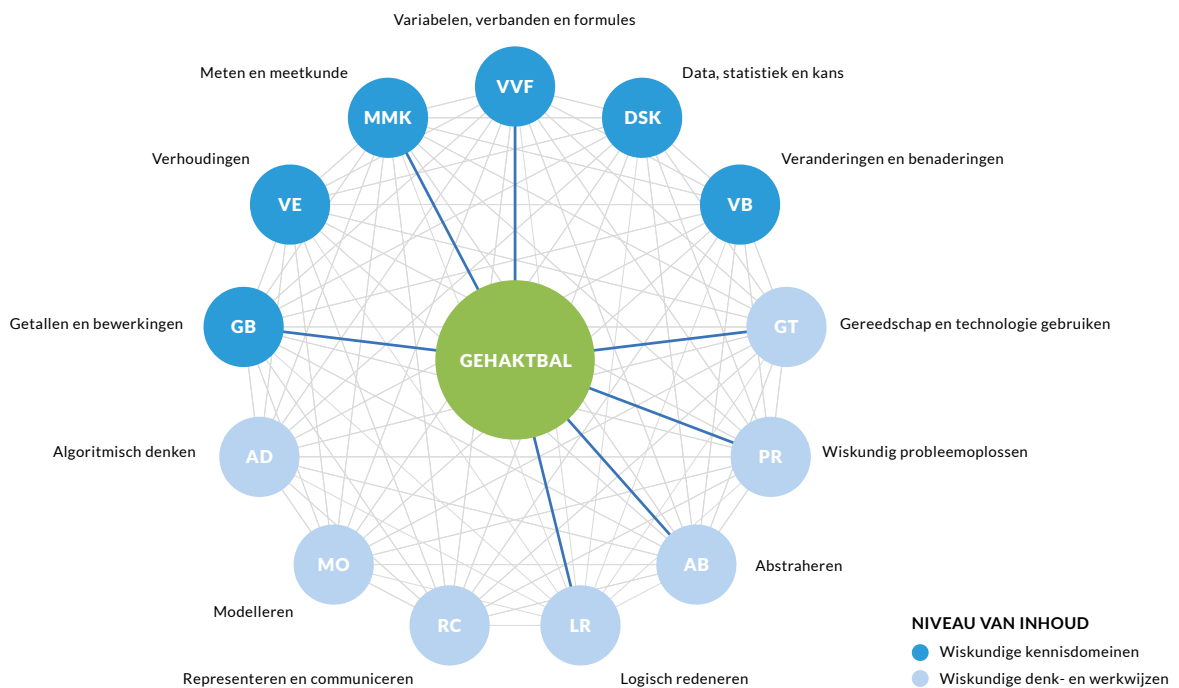 Variabelen, verbanden en formules
Meten en meetkunde
Data, statistiek en kans
VVF
MMK
DSK
Verhoudingen
Veranderingen en benaderingen
VE
VB
Getallen en bewerkingen
GB
GT
Gereedschap en technologie gebruiken
GEHAKTBAL
Algoritmisch denken
AD
PR
Wiskundig probleemoplossen
MO
AB
Abstraheren
Modelleren
RC
LR
NIVEAU VAN INHOUD
Wiskundige kennisdomeinen
Wiskundige denk- en werkwijzen
Representeren en communiceren
Logisch redeneren